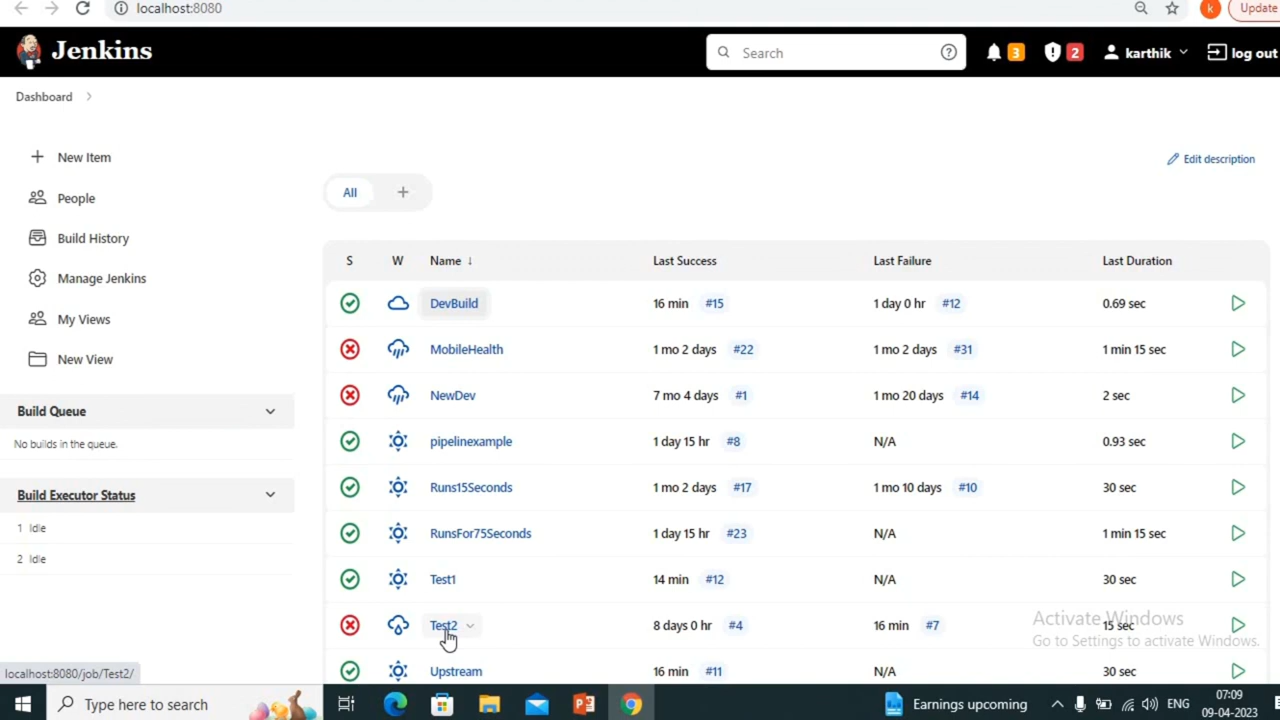 localhost:8080
Update
Jenkins
Search
3
2
karthik
log out
Dashboard
New Item
People
Build History
Manage Jenkins
My Views
New View
Build Queue
No builds in the queue.
Build Executor Status
1 Idle
2 Idle
Edit description
All +
S W Name ↓ Last Success Last Failure Last Duration
DevBuild 16 min #15 1 day 0 hr #12 0.69 sec
MobileHealth 1 mo 2 days #22 1 mo 2 days #31 1 min 15 sec
NewDev 7 mo 4 days #1 1 mo 20 days #14 2 sec
pipelinexample 1 day 15 hr #8 N/A 0.93 sec
Runs15Seconds 1 mo 2 days #17 1 mo 10 days #10 30 sec
RunsFor75Seconds 1 day 15 hr #23 N/A 1 min 15 sec
Test1 14 min #12 N/A 30 sec
Test2 8 days 0 hr #4 16 min #7 15 sec
Upstream 16 min #11 N/A 30 sec
Activate Windows
Go to Settings to activate Windows.
localhost:8080/job/Test2/
Type here to search
Earnings upcoming
ENG
07:09
09-04-2023
k